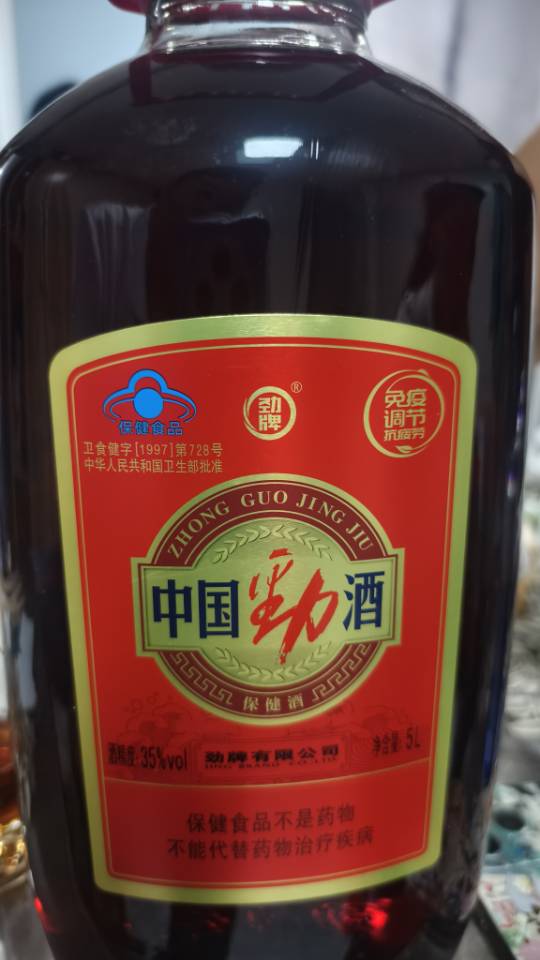 保健食品
卫食健字[1997]第728号
中华人民共和国卫生部批准
劲牌®
免疫
调节
抗疲劳
ZHONG GUO JING JIU
中国劲酒
保健酒
酒精度:35%vol
劲牌有限公司
JING BRAND CO.,LTD.
净含量:5L
保健食品不是药物
不能代替药物治疗疾病